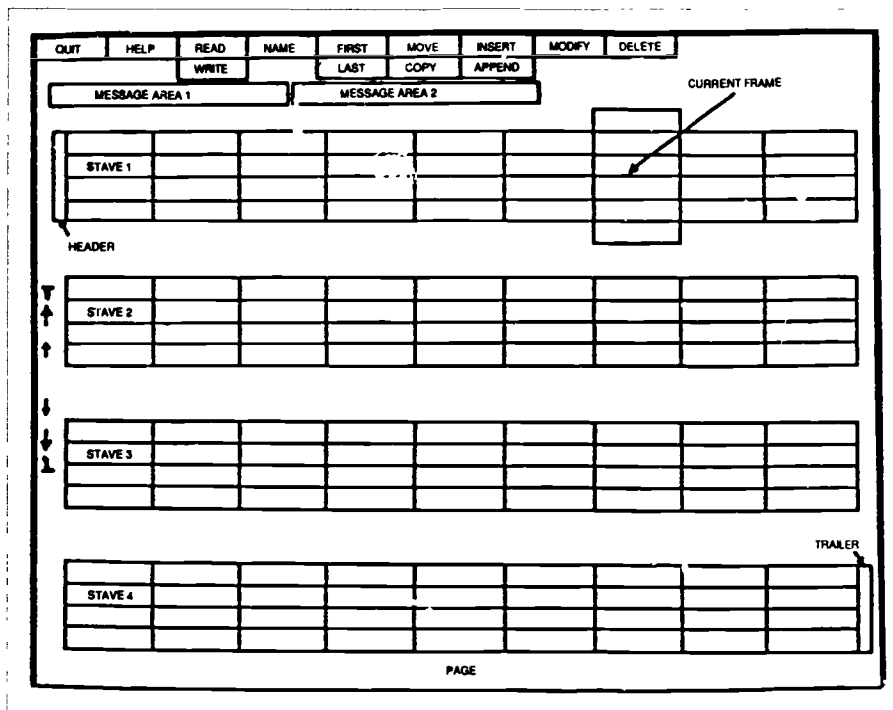 QUIT HELP READ NAME FIRST MOVE INSERT MODIFY DELETE
WRITE LAST COPY APPEND
MESSAGE AREA 1 MESSAGE AREA 2
CURRENT FRAME
STAVE 1
HEADER
STAVE 2
STAVE 3
TRAILER
STAVE 4
PAGE